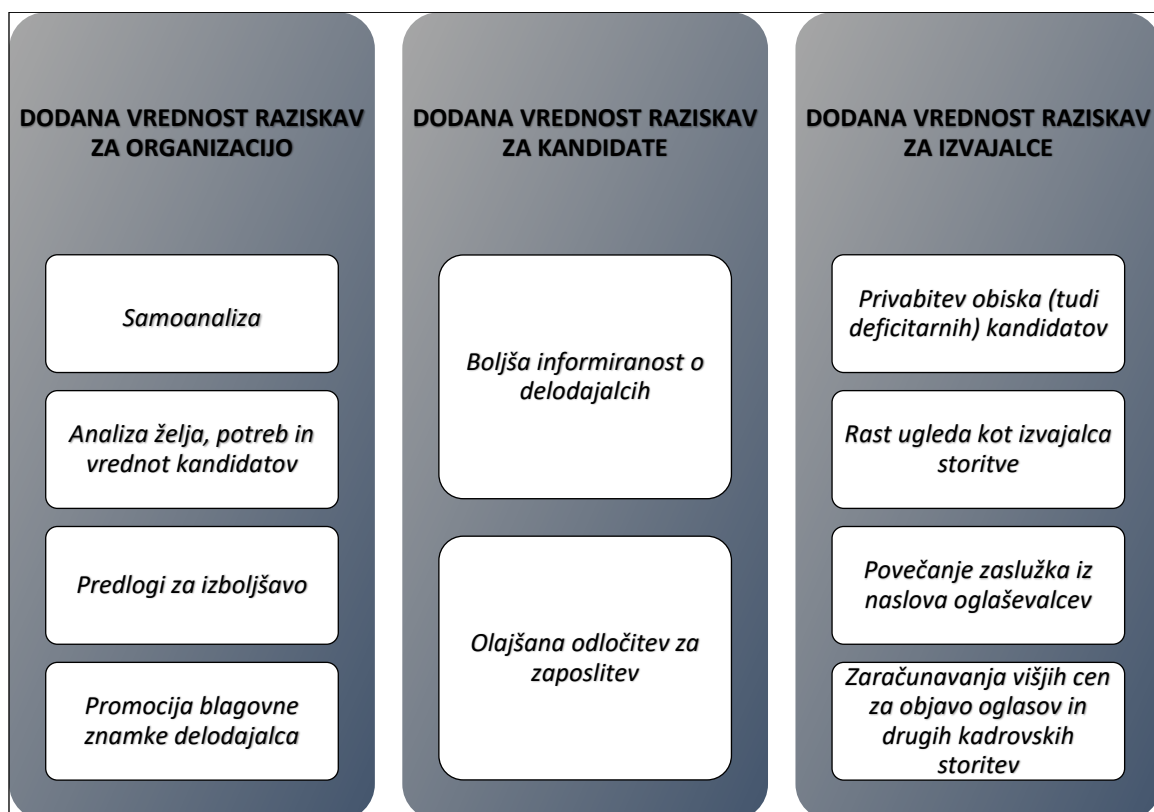 DODANA VREDNOST RAZISKAV
ZA ORGANIZACIJO
Samoanaliza
Analiza želja, potreb in
vrednot kandidatov
Predlogi za izboljšavo
Promocija blagovne
znamke delodajalca
DODANA VREDNOST RAZISKAV
ZA KANDIDATE
Boljša informiranost o
delodajalcih
Olajšana odločitev za
zaposlitev
DODANA VREDNOST RAZISKAV
ZA IZVAJALCE
Privabitev obiska (tudi
deficitarnih) kandidatov
Rast ugleda kot izvajalca
storitve
Povečanje zaslužka iz
naslova oglaševalcev
Zaračunavanja višjih cen
za objavo oglasov in
drugih kadrovskih
storitev